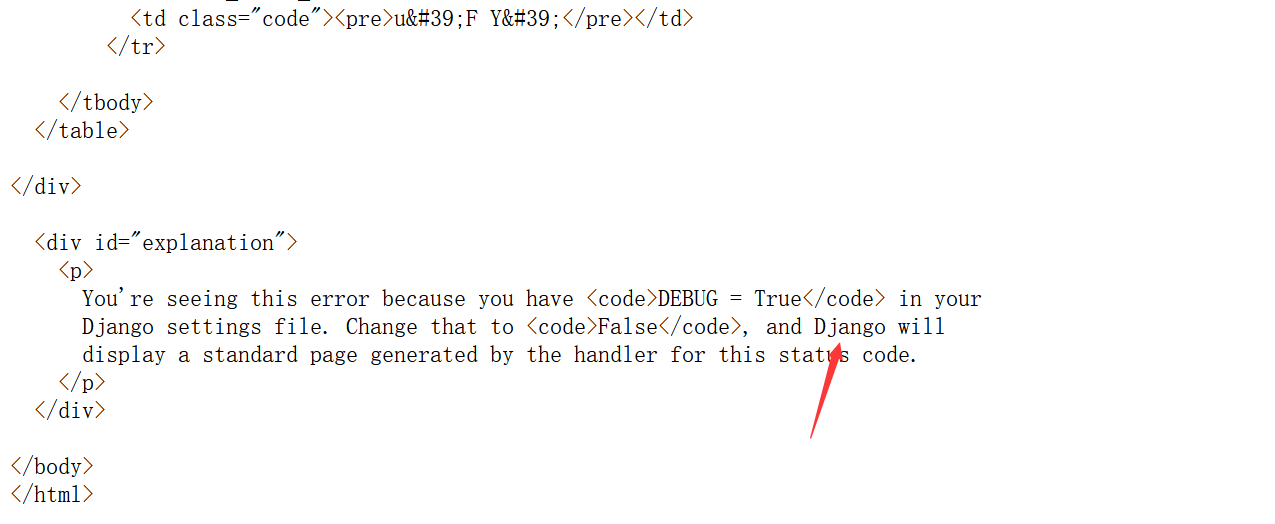 <td class="code"><pre>u&#39;F Y&#39;</pre></td>
</tr>
</tbody>
</table>
</div>
<div id="explanation">
<p>
You're seeing this error because you have <code>DEBUG = True</code> in your
Django settings file. Change that to <code>False</code>, and Django will
display a standard page generated by the handler for this status code.
</p>
</div>
</body>
</html>